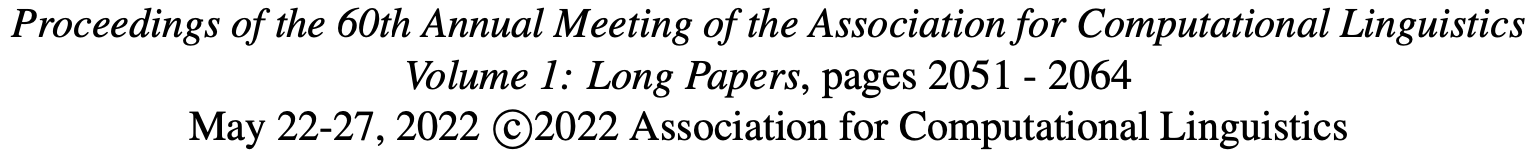 Proceedings of the 60th Annual Meeting of the Association for Computational Linguistics
Volume 1: Long Papers, pages 2051 - 2064
May 22-27, 2022 ©2022 Association for Computational Linguistics